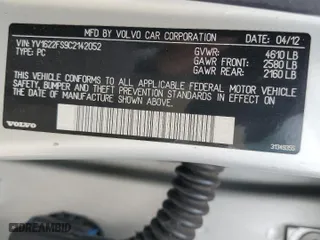 MFD BY VOLVO CAR CORPORATION DATE: 04/12
VIN: YV1622FS9C2142052 GVWR: 4610 LB
TYPE: PC GAWR FRONT: 2580 LB
GAWR REAR: 2160 LB
THIS VEHICLE CONFORMS TO ALL APPLICABLE FEDERAL MOTOR VEHICLE
SAFETY, BUMPER, AND THEFT PREVENTION STANDARDS IN EFFECT ON
THE DATE OF MANUFACTURE SHOWN ABOVE.
VOLVO
DREAMBID